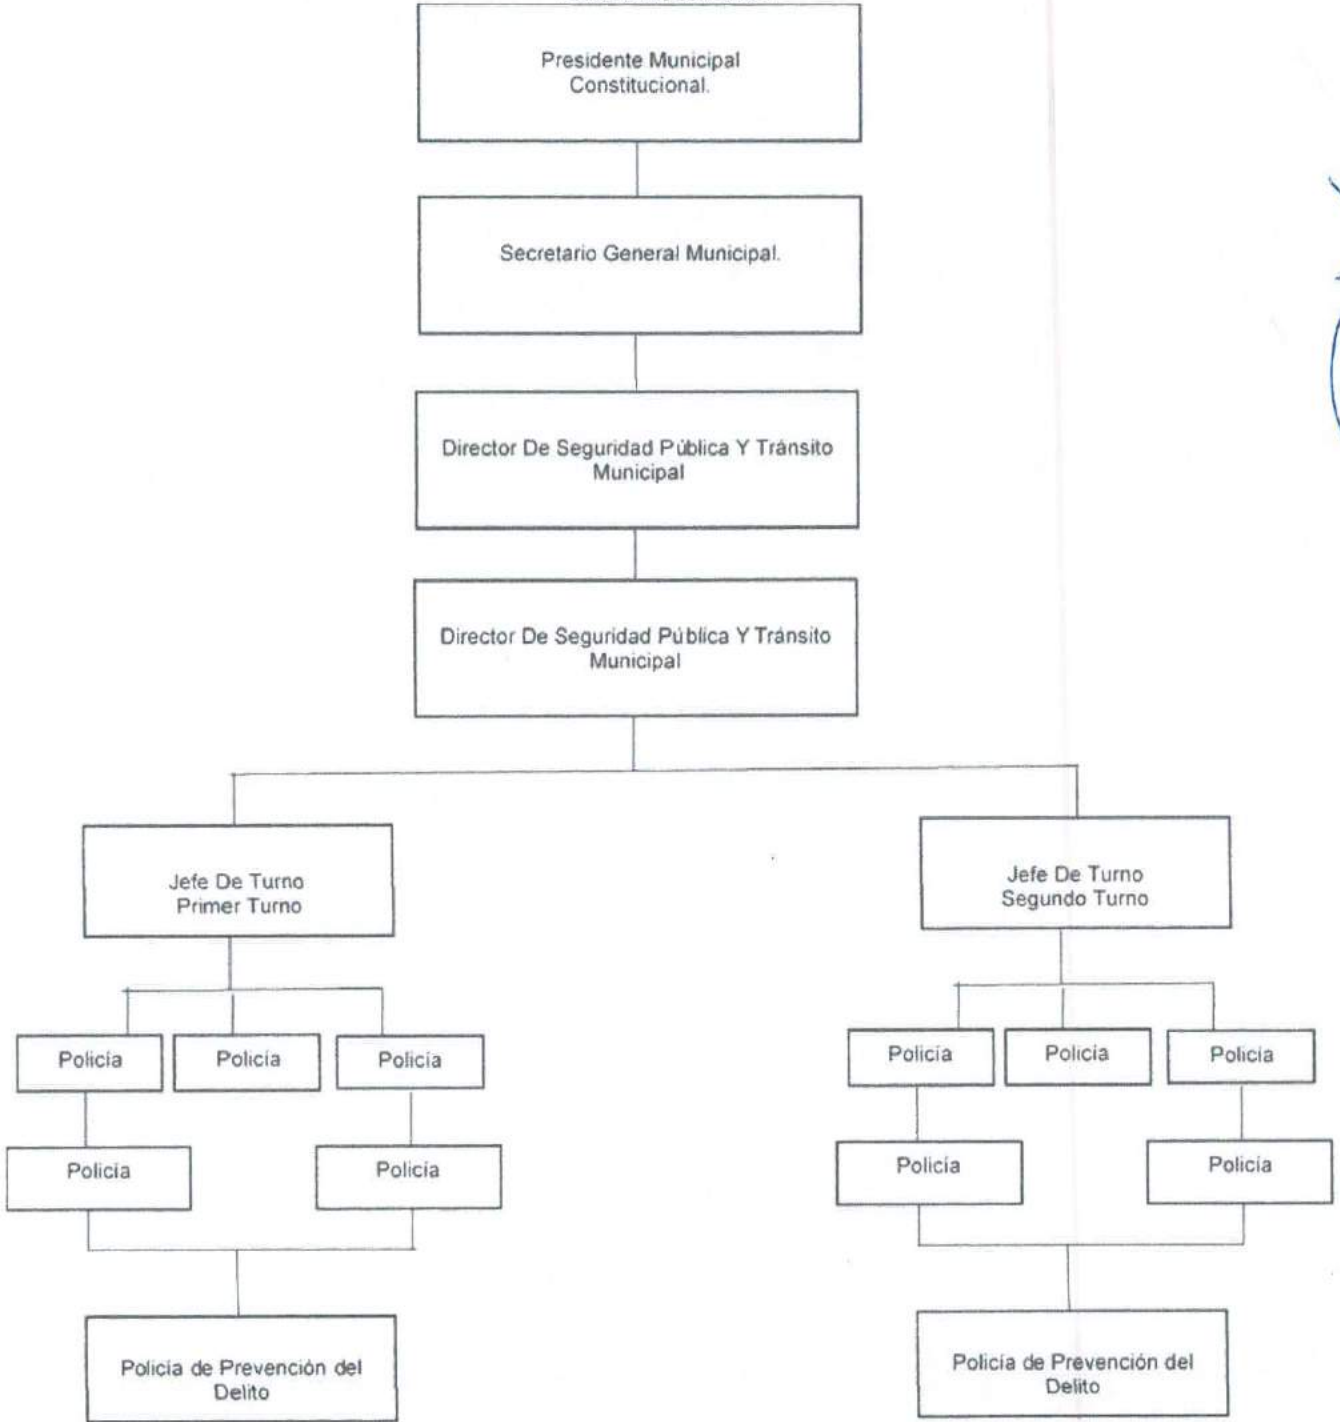 Presidente Municipal
Constitucional.
Secretario General Municipal.
Director De Seguridad Pública Y Tránsito
Municipal
Director De Seguridad Pública Y Tránsito
Municipal
Jefe De Turno
Primer Turno
Jefe De Turno
Segundo Turno
Policía
Policía
Policía
Policía
Policía
Policía
Policía
Policía
Policía
Policía
Policía de Prevención del
Delito
Policía de Prevención del
Delito